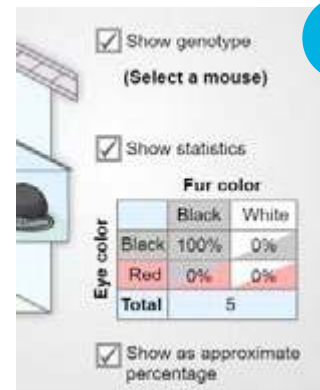 Show genotype
(Select a mouse)
Show statistics
Fur color
Black White
Eye color
Black 100% 0%
Red 0% 0%
Total 5
Show as approximate
percentage